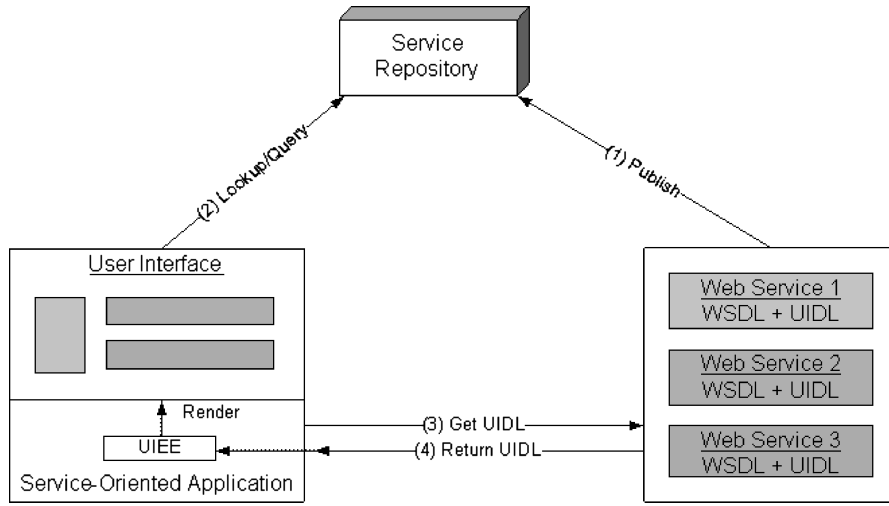 Service
Repository
(2) Lookup/Query
(1) Publish
User Interface
Web Service 1
WSDL + UIDL
Web Service 2
WSDL + UIDL
Web Service 3
WSDL + UIDL
Render
UIEE
(3) Get UIDL
(4) Return UIDL
Service-Oriented Application